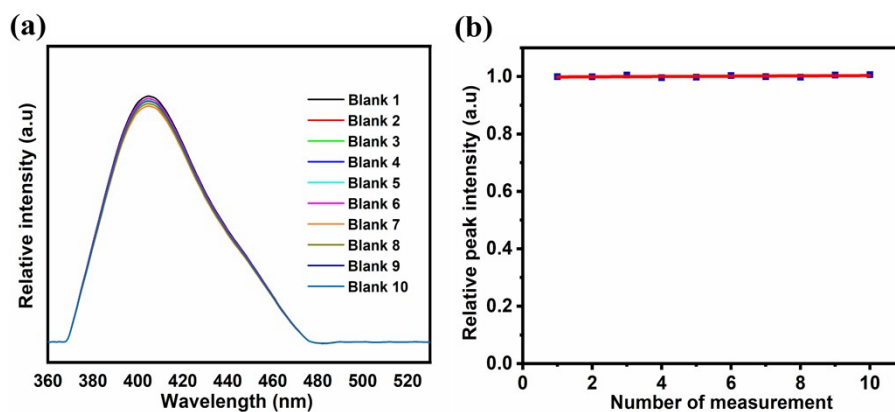 (a)
Relative intensity (a.u)
Blank 1
Blank 2
Blank 3
Blank 4
Blank 5
Blank 6
Blank 7
Blank 8
Blank 9
Blank 10
360 380 400 420 440 460 480 500 520
Wavelength (nm)
(b)
Relative peak intensity (a.u)
1.0
0.8
0.6
0.4
0.2
0.0
0 2 4 6 8 10
Number of measurement